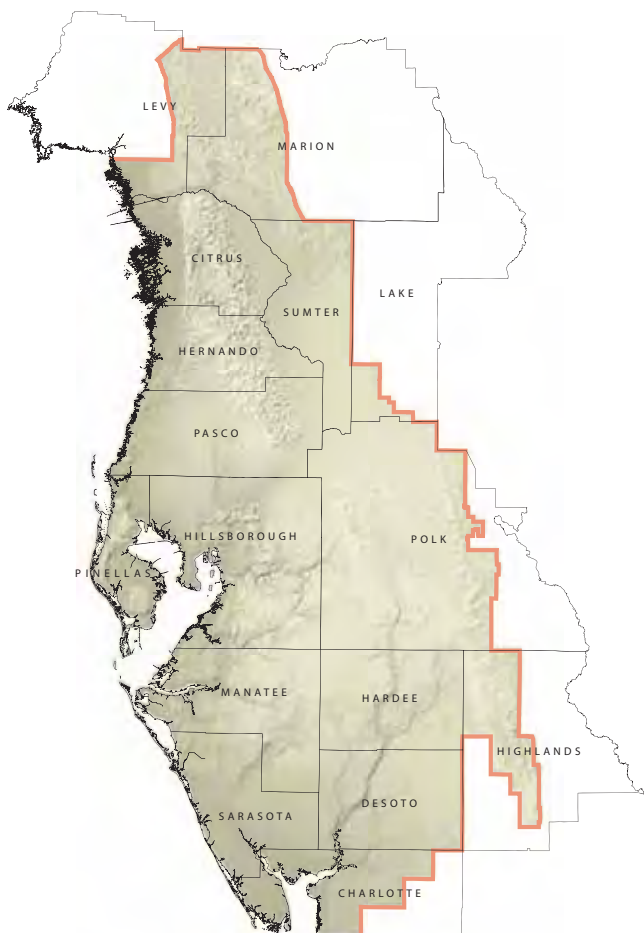 LEVY
MARION
CITRUS
LAKE
SUMTER
HERNANDO
PASCO
HILLSBOROUGH
POLK
PINELLAS
MANATEE
HARDEE
HIGHLANDS
DESOTO
SARASOTA
CHARLOTTE